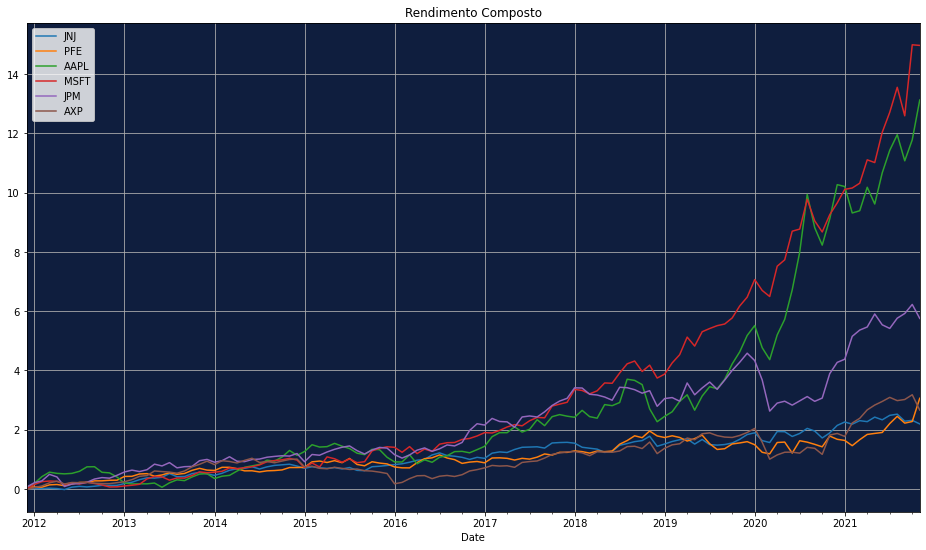 Rendimento Composto
JNJ
PFE
AAPL
MSFT
JPM
AXP
14
12
10
8
6
4
2
0
2012 2013 2014 2015 2016 2017 2018 2019 2020 2021
Date